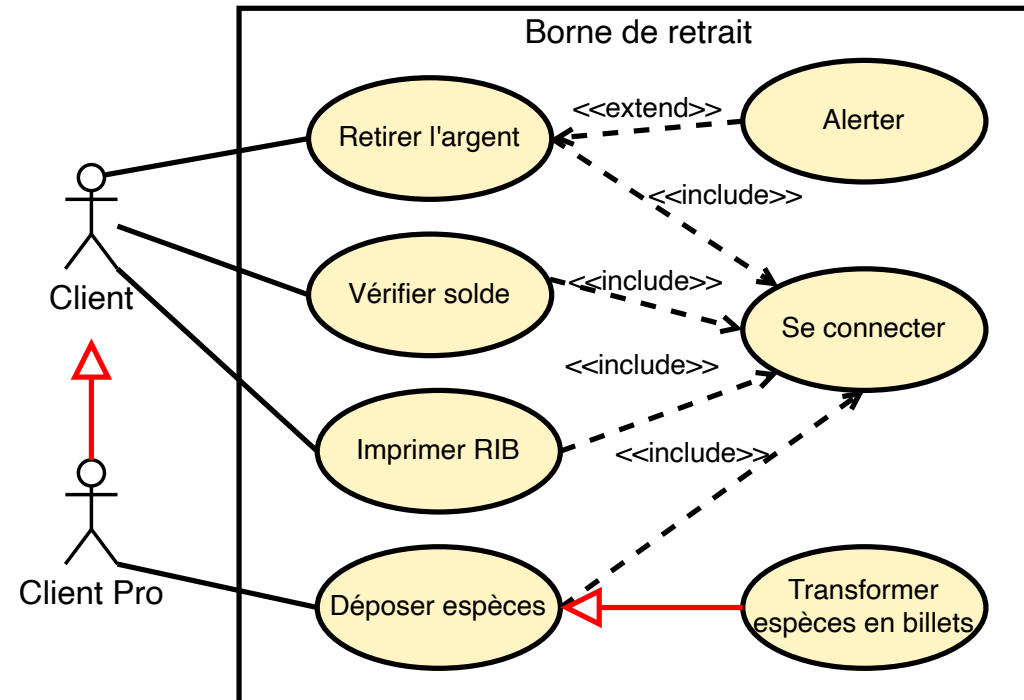 Borne de retrait
Retirer l'argent
<<extend>>
Alerter
<<include>>
Client
Vérifier solde
<<include>>
Se connecter
<<include>>
Imprimer RIB
<<include>>
Client Pro
Déposer espèces
Transformer
espèces en billets